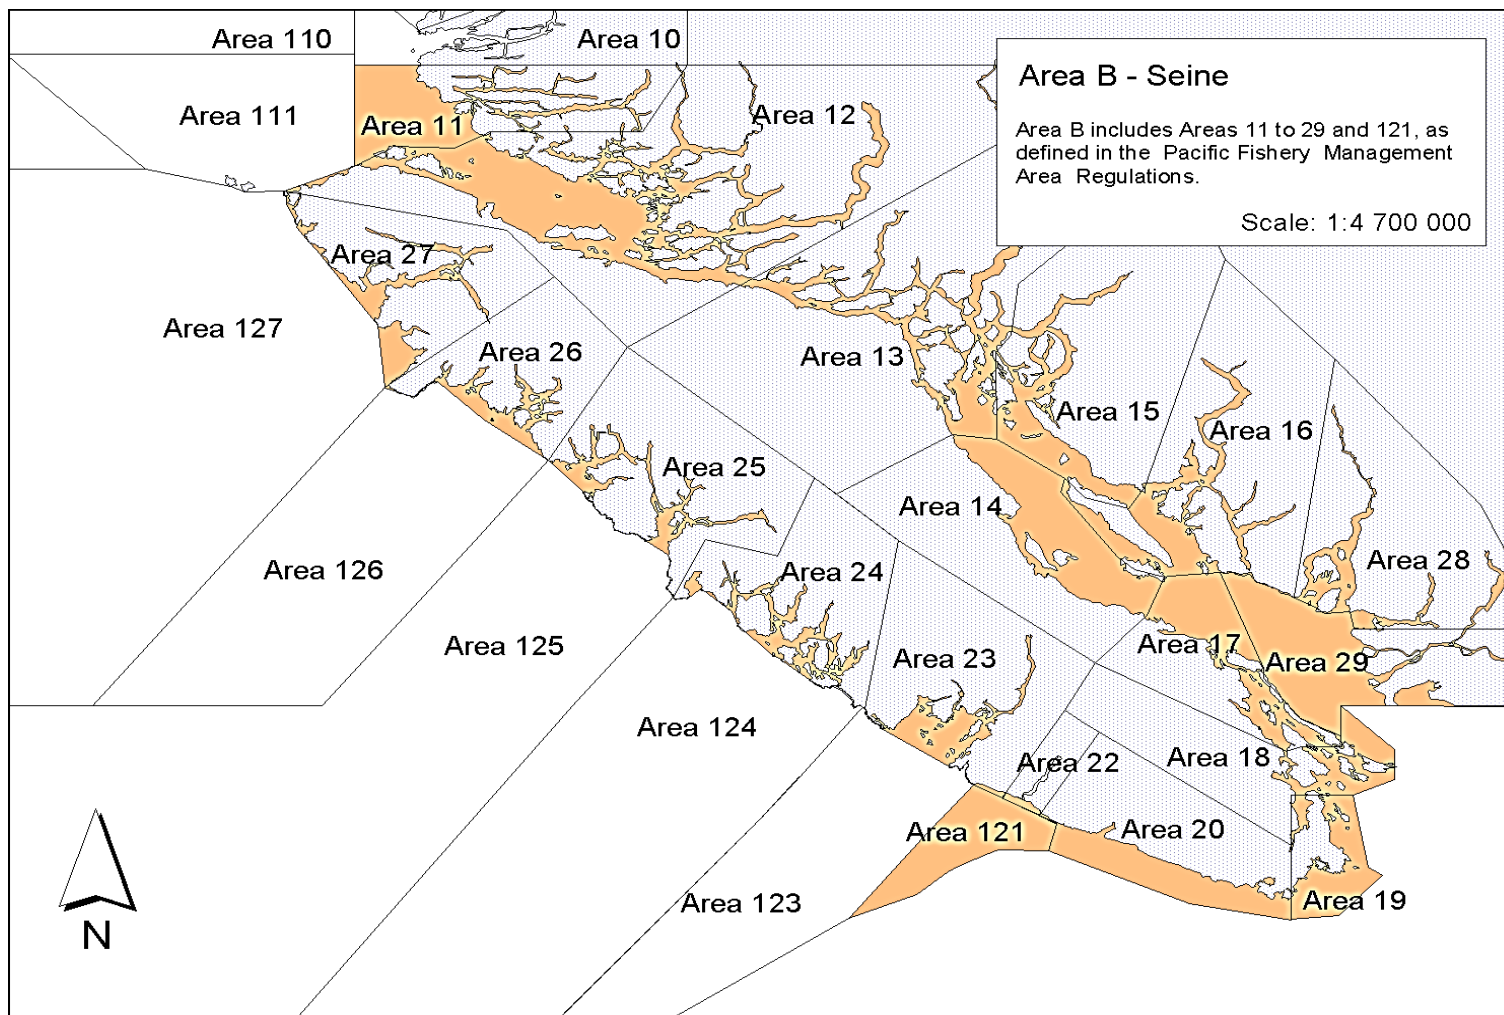 Area 110
Area 10
Area B - Seine
Area B includes Areas 11 to 29 and 121, as
defined in the Pacific Fishery Management
Area Regulations.
Scale: 1:4 700 000
Area 111
Area 11
Area 12
Area 27
Area 127
Area 26
Area 13
Area 15
Area 16
Area 25
Area 14
Area 28
Area 126
Area 24
Area 125
Area 23
Area 17
Area 29
Area 124
Area 22
Area 18
Area 121
Area 20
Area 123
Area 19
N